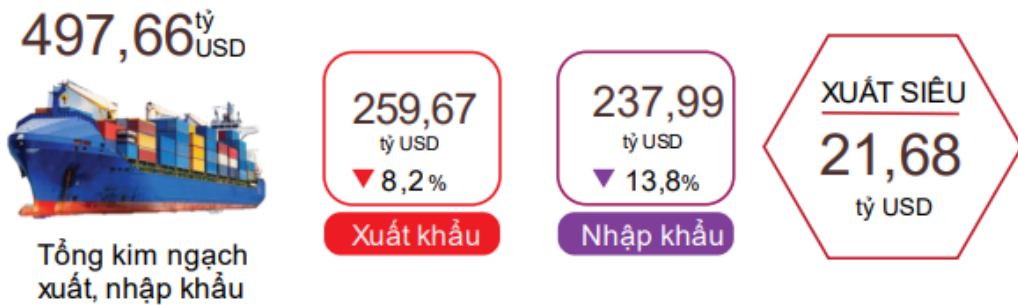 497,66 tỷ USD
Tổng kim ngạch
xuất, nhập khẩu
259,67
tỷ USD
▼ 8,2%
Xuất khẩu
237,99
tỷ USD
▼ 13,8%
Nhập khẩu
XUẤT SIÊU
21,68
tỷ USD